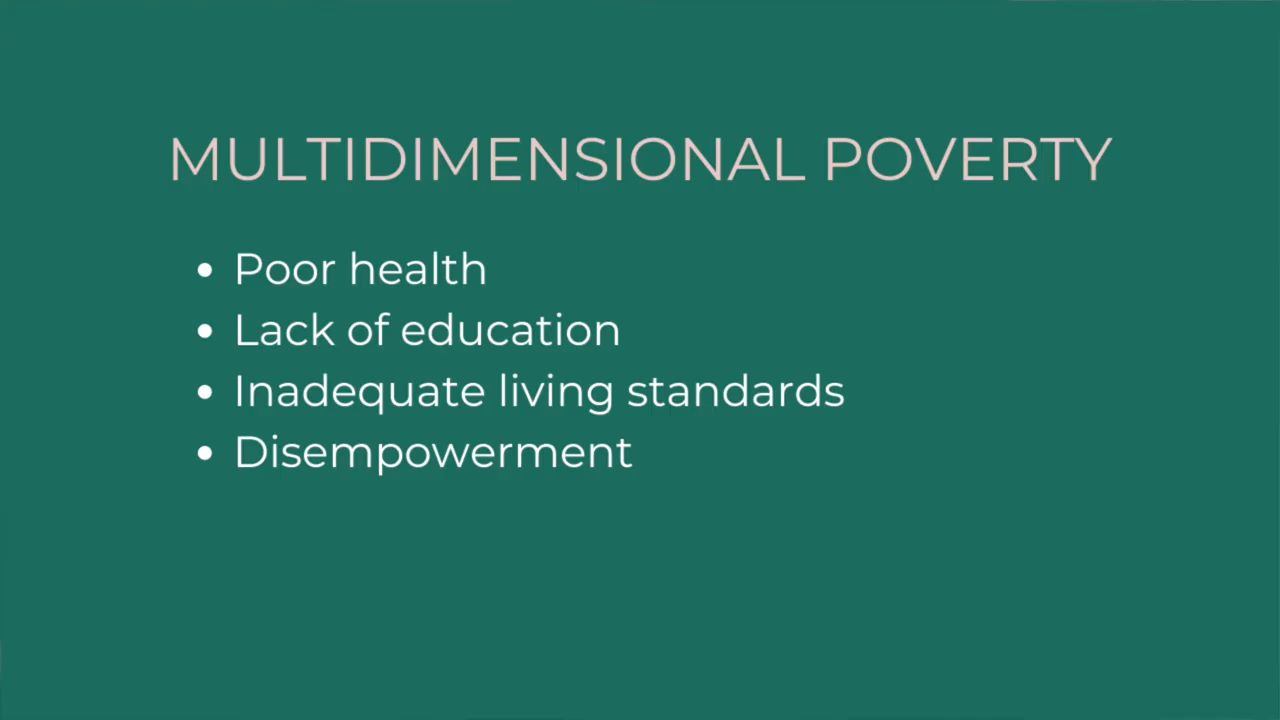 MULTIDIMENSIONAL POVERTY
• Poor health
• Lack of education
• Inadequate living standards
• Disempowerment